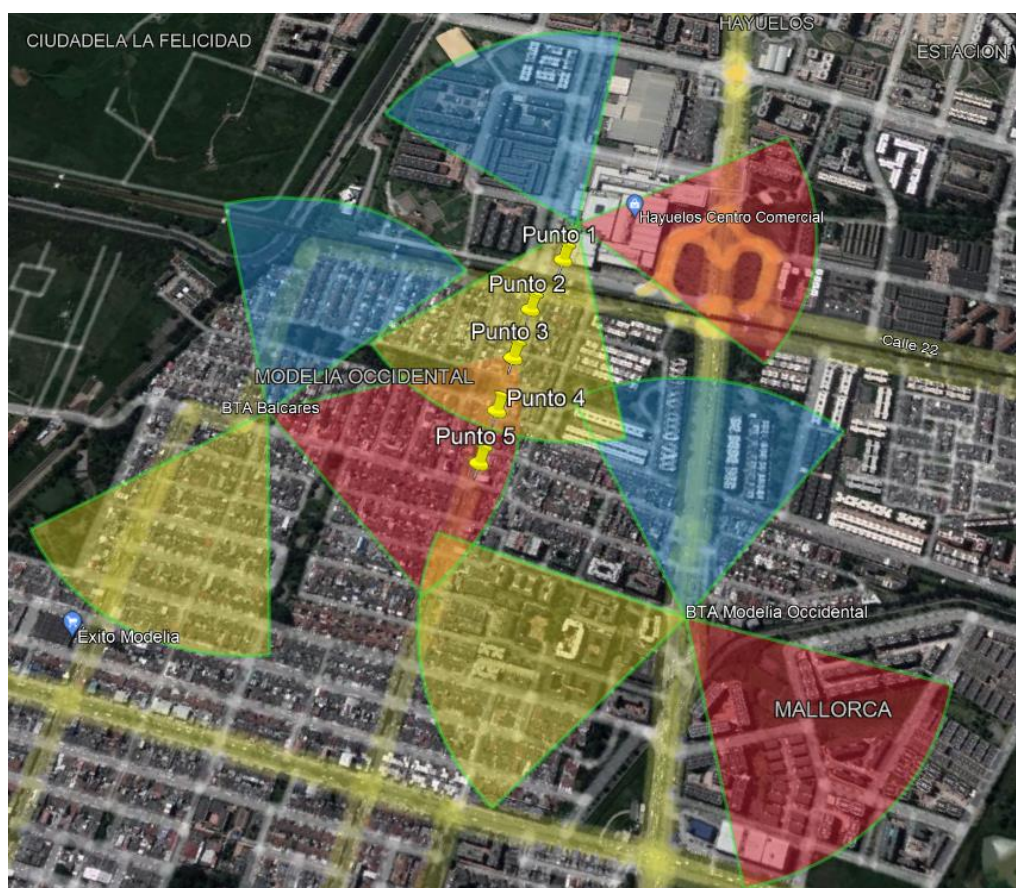 HAYUELOS
CIUDADELA LA FELICIDAD
ESTACION V
Hayuelos Centro Comercial
Punto 1
Punto 2
Punto 3
Calle 22
MODELIA OCCIDENTAL
Punto 4
BTA Balcares
Punto 5
BTA Modelia Occidental
Éxito Modelia
MALLORCA